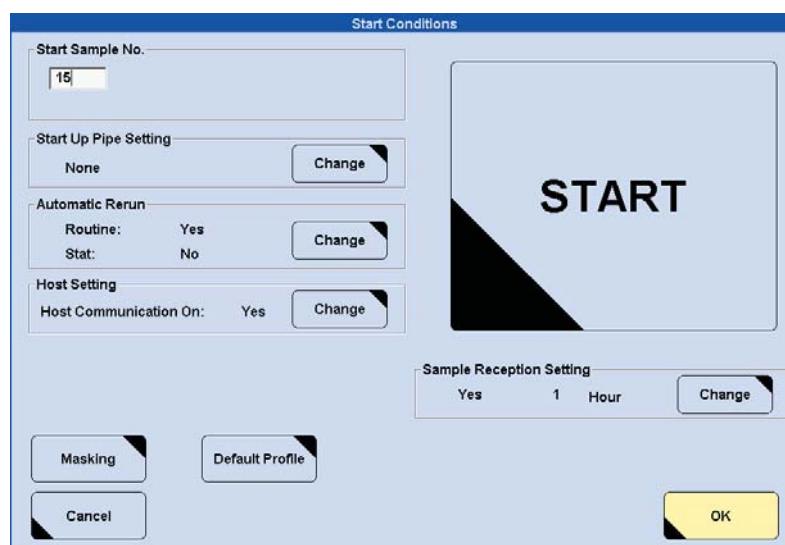 Start Conditions
Start Sample No.
15
Start Up Pipe Setting
None
Change
Automatic Rerun
Routine: Yes
Stat: No
Change
Host Setting
Host Communication On: Yes
Change
START
Sample Reception Setting
Yes 1 Hour
Change
Masking
Default Profile
Cancel
OK